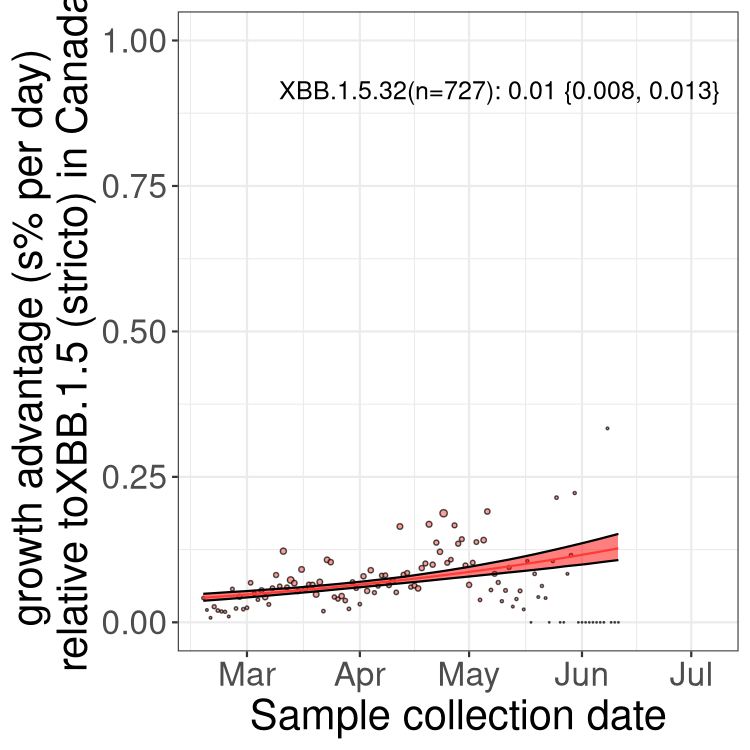 growth advantage (s% per day)
relative toXBB.1.5 (stricto) in Canada
1.00
0.75
0.50
0.25
0.00
XBB.1.5.32(n=727): 0.01 {0.008, 0.013}
Mar Apr May Jun Jul
Sample collection date